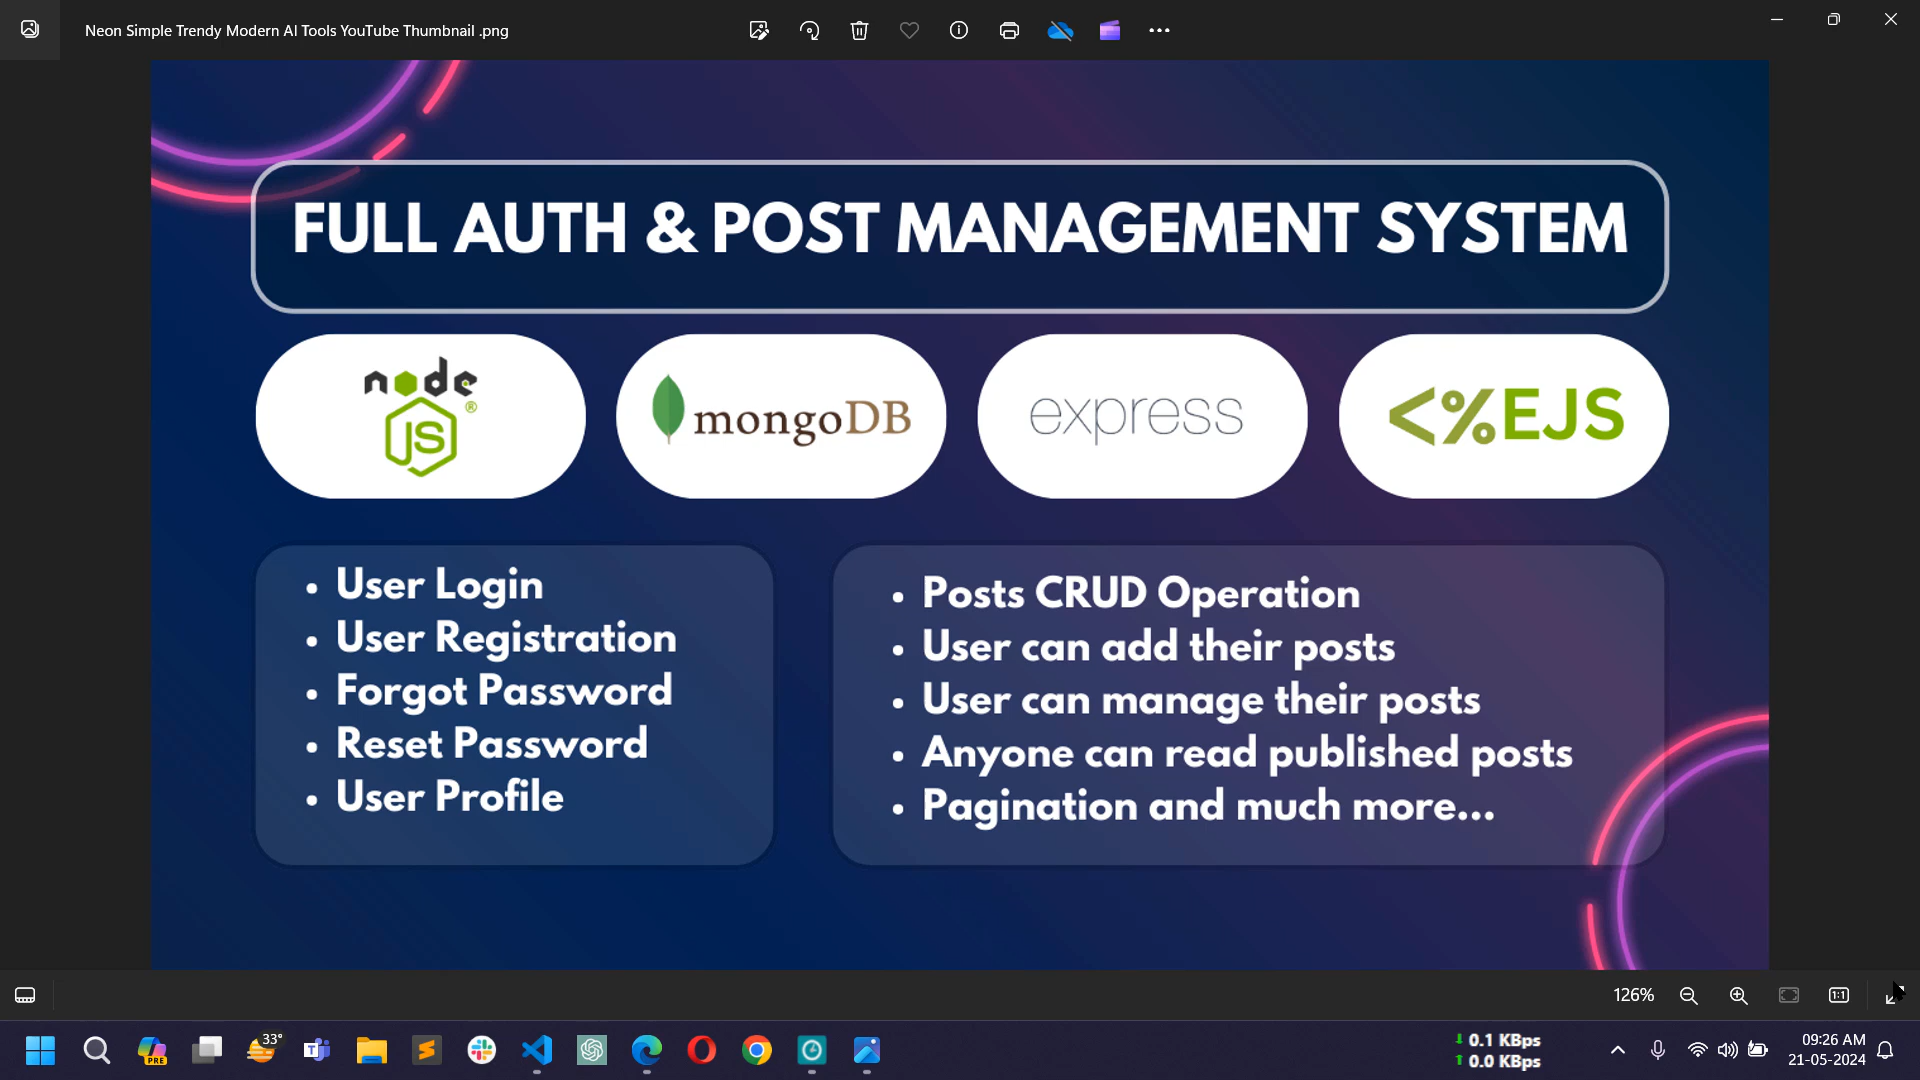 Neon Simple Trendy Modern AI Tools YouTube Thumbnail .png
FULL AUTH & POST MANAGEMENT SYSTEM
node
JS
®
mongoDB
express
<%EJS
• User Login
• User Registration
• Forgot Password
• Reset Password
• User Profile
• Posts CRUD Operation
• User can add their posts
• User can manage their posts
• Anyone can read published posts
• Pagination and much more...
126%
1:1
PRE
33°
T
0.1 KBps
0.0 KBps
09:26 AM
21-05-2024